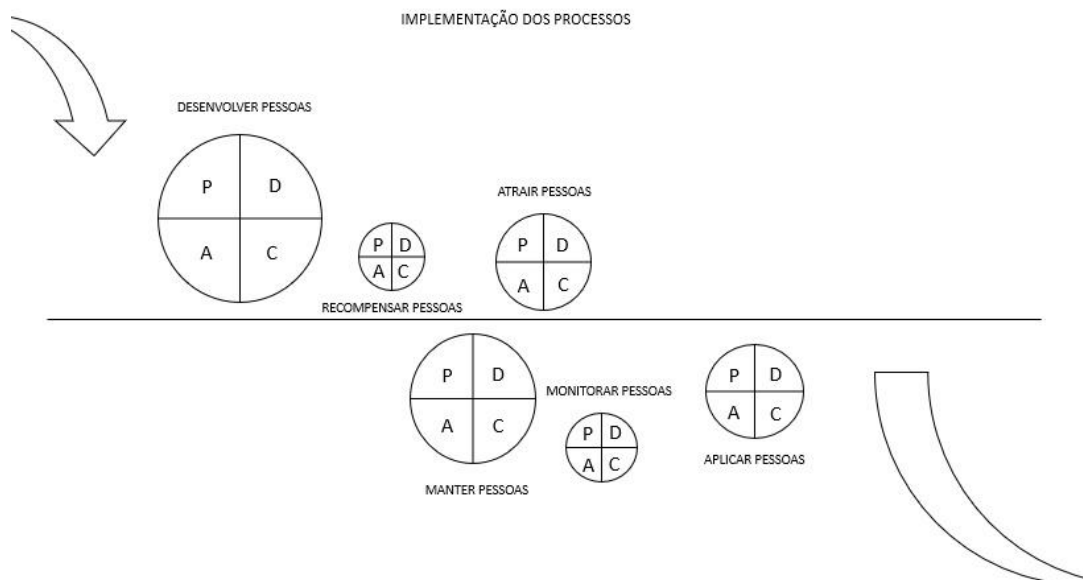 IMPLEMENTAÇÃO DOS PROCESSOS
DESENVOLVER PESSOAS
P D
A C
P D
A C
RECOMPENSAR PESSOAS
ATRAIR PESSOAS
P D
A C
P D
A C
MANTER PESSOAS
MONITORAR PESSOAS
P D
A C
P D
A C
APLICAR PESSOAS